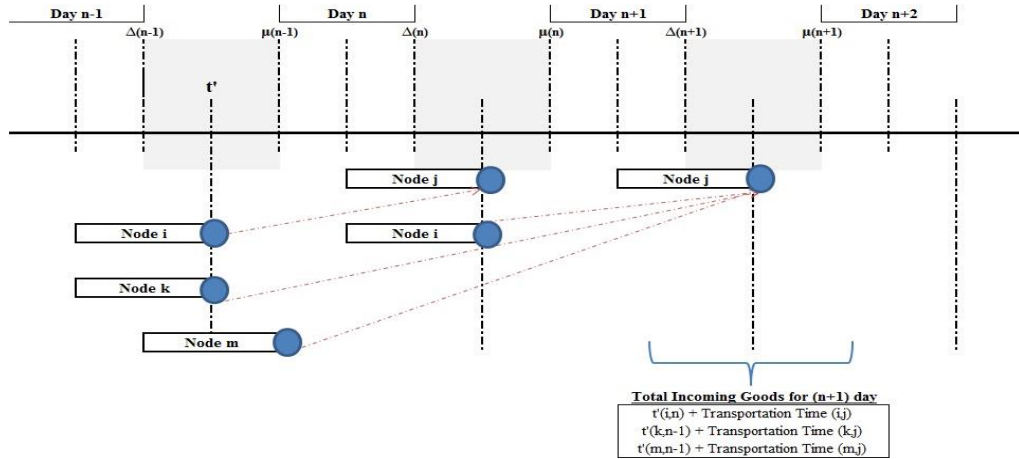 Day n-1
Day n
Day n+1
Day n+2
Δ(n-1)
μ(n-1)
Δ(n)
μ(n)
Δ(n+1)
μ(n+1)
t'
Node j
Node j
Node i
Node i
Node k
Node m
Total Incoming Goods for (n+1) day
t'(i,n) + Transportation Time (i,j)
t'(k,n-1) + Transportation Time (k,j)
t'(m,n-1) + Transportation Time (m,j)